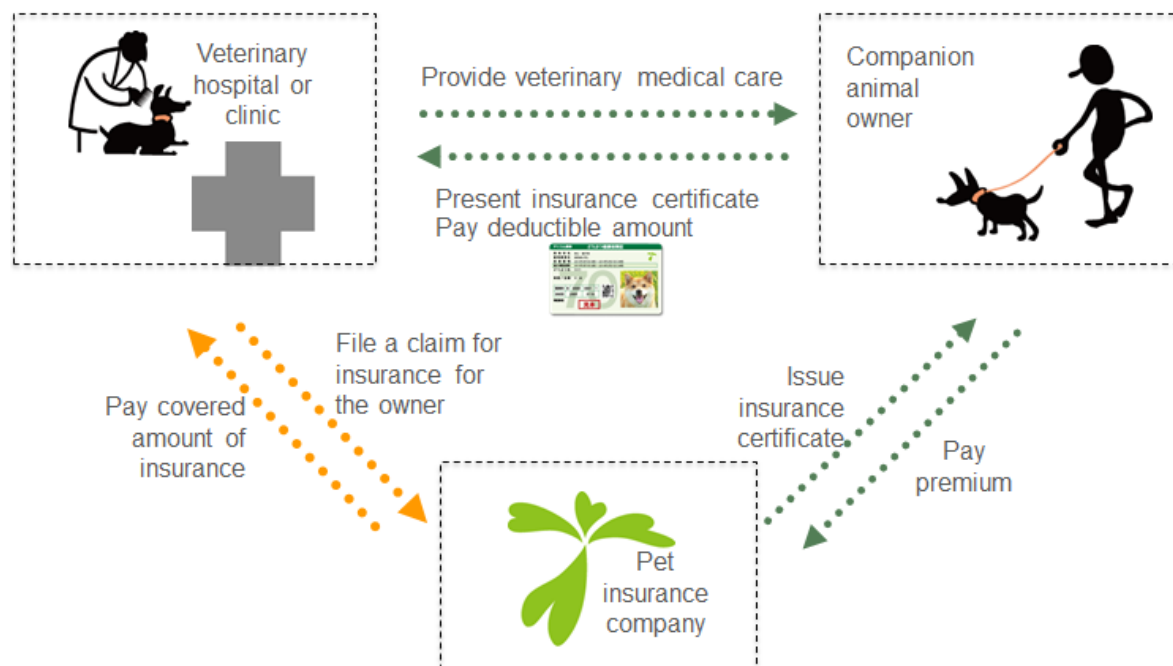 Veterinary
hospital or
clinic
Provide veterinary medical care
Companion
animal
owner
Present insurance certificate
Pay deductible amount
70
File a claim for
insurance for
the owner
Pay covered
amount of
insurance
Issue
insurance
certificate
Pay
premium
Pet
insurance
company